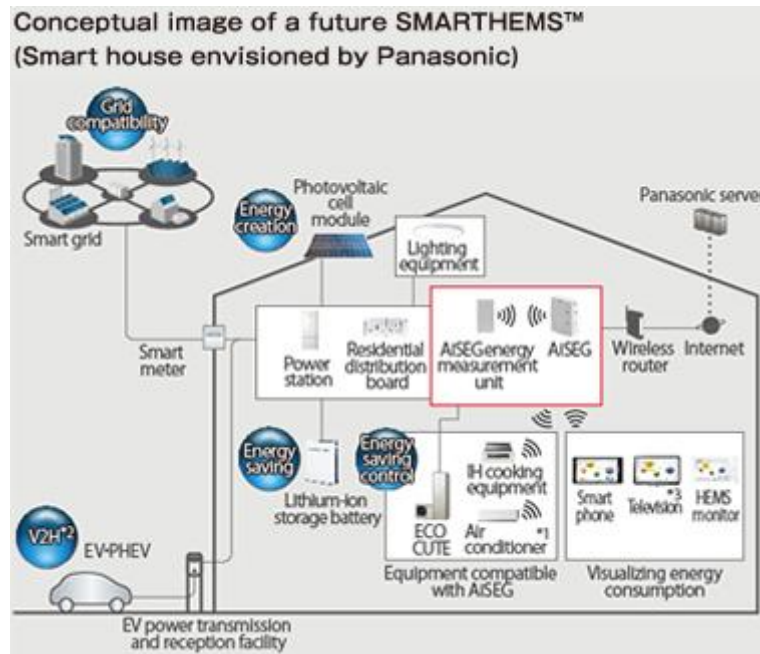 Conceptual image of a future SMARTHEMS™
(Smart house envisioned by Panasonic)
Grid
compatibility
Smart grid
Energy
creation
Photovoltaic
cell
module
Lighting
equipment
Panasonic server
Smart
meter
Power
station
Residential
distribution
board
AISEG energy
measurement
unit
AISEG
Wireless
router
Internet
Energy
saving
Lithium-ion
storage battery
Energy
saving
control
ECO
CUTE
IH cooking
equipment
Air *1
conditioner
Equipment compatible
with AISEG
Smart
phone
Television *3
HEMS
monitor
Visualizing energy
consumption
V2H*2
EV•PHEV
EV power transmission
and reception facility